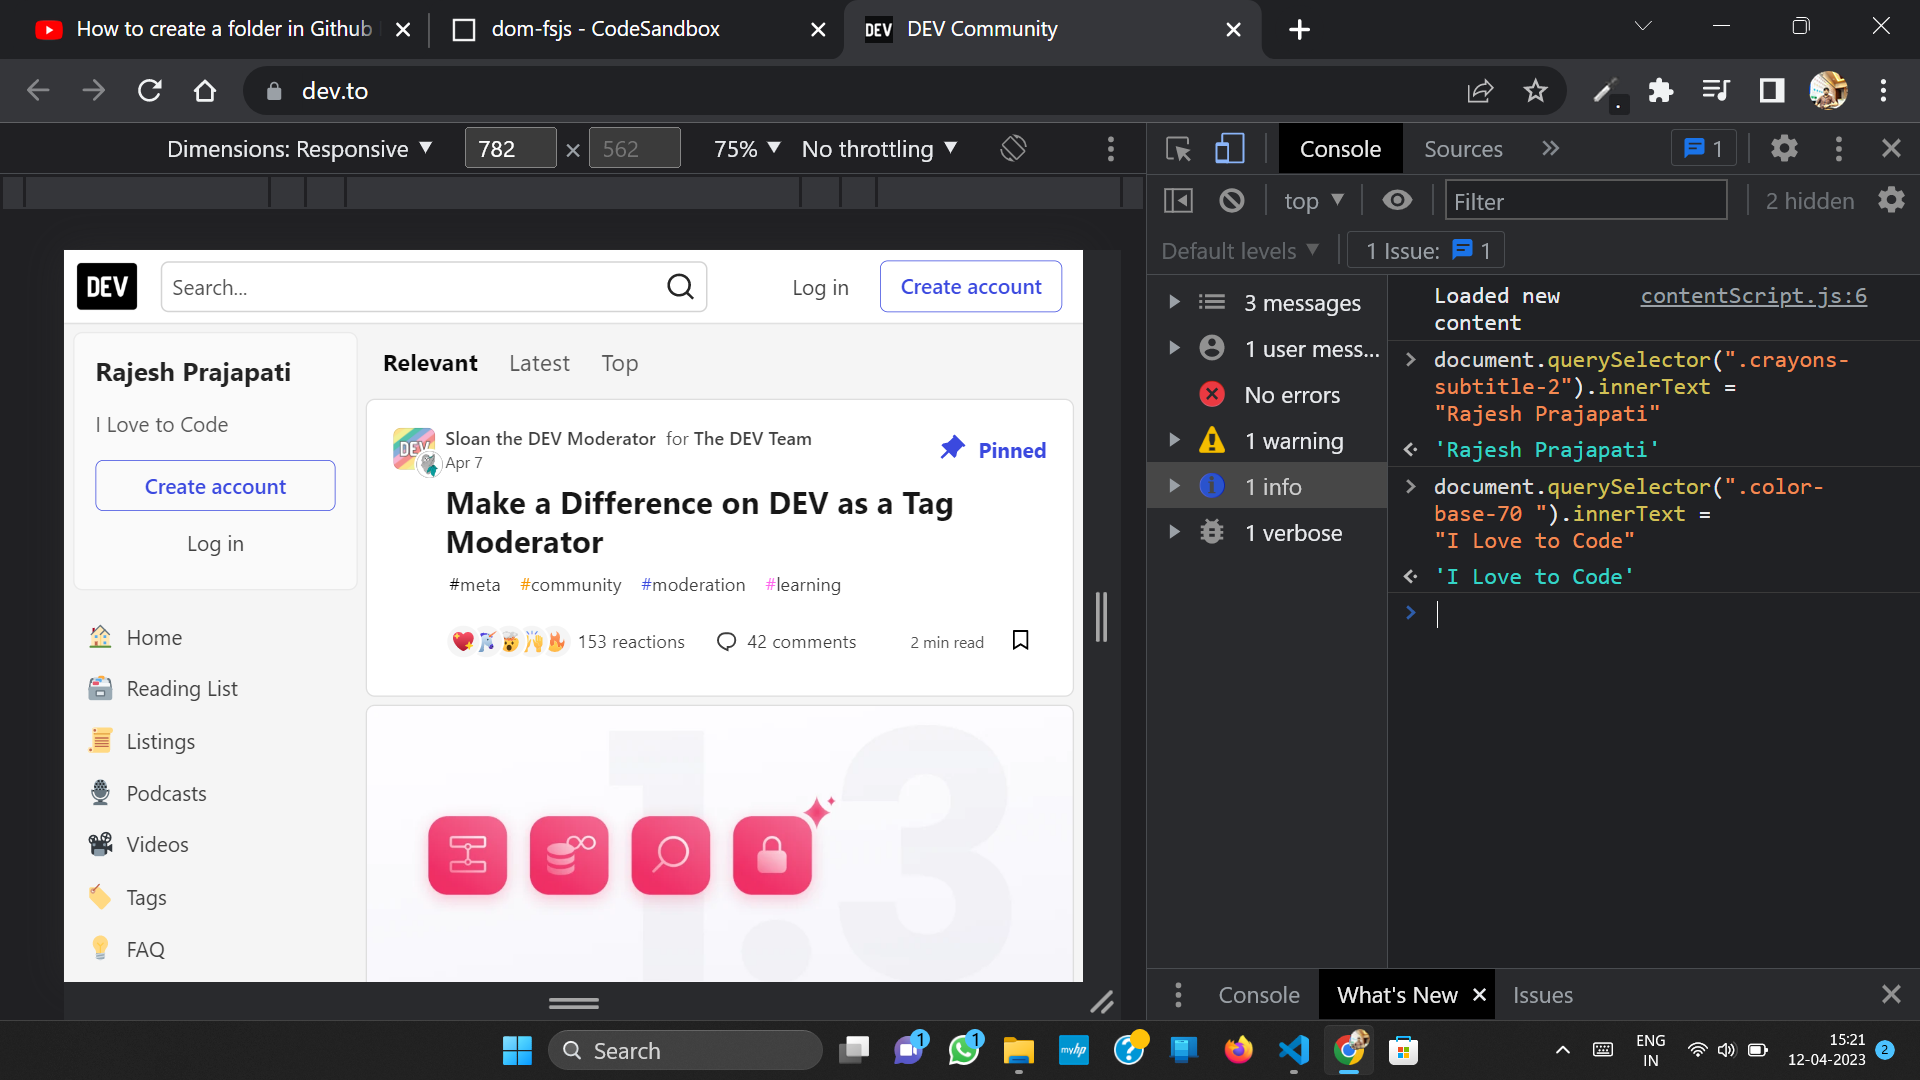 How to create a folder in Github
dom-fsjs - CodeSandbox
DEV
DEV Community
dev.to
Dimensions: Responsive
782
×
562
75%
No throttling
Console
Sources
1
top
Filter
2 hidden
Default levels
1 Issue:
1
DEV
Search...
Log in
Create account
Rajesh Prajapati
I Love to Code
Create account
Log in
Home
Reading List
Listings
Podcasts
Videos
Tags
FAQ
Relevant
Latest
Top
DEV
Sloan the DEV Moderator for The DEV Team
Apr 7
Pinned
Make a Difference on DEV as a Tag
Moderator
#meta
#community
#moderation
#learning
153 reactions
42 comments
2 min read
1.3
3 messages
1 user mess...
No errors
1 warning
1 info
1 verbose
Loaded new
content
contentScript.js:6
document.querySelector(".crayons-
subtitle-2").innerText =
"Rajesh Prajapati"
'Rajesh Prajapati'
document.querySelector(".color-
base-70 ").innerText =
"I Love to Code"
'I Love to Code'
Console
What's New
Issues
Search
1
1
myhp
ENG
IN
15:21
12-04-2023
2